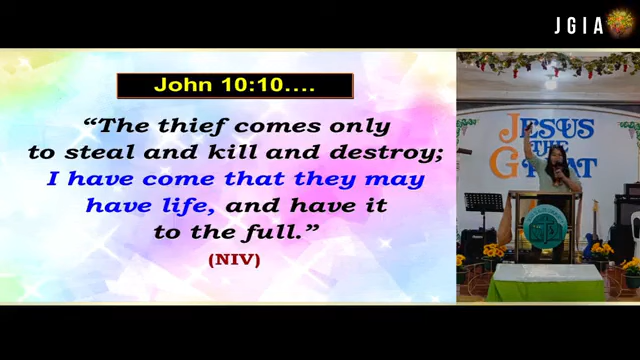 JGIA
John 10:10....
“The thief comes only
to steal and kill and destroy;
I have come that they may
have life, and have it
to the full.”
(NIV)
JESUS
THE
GREAT